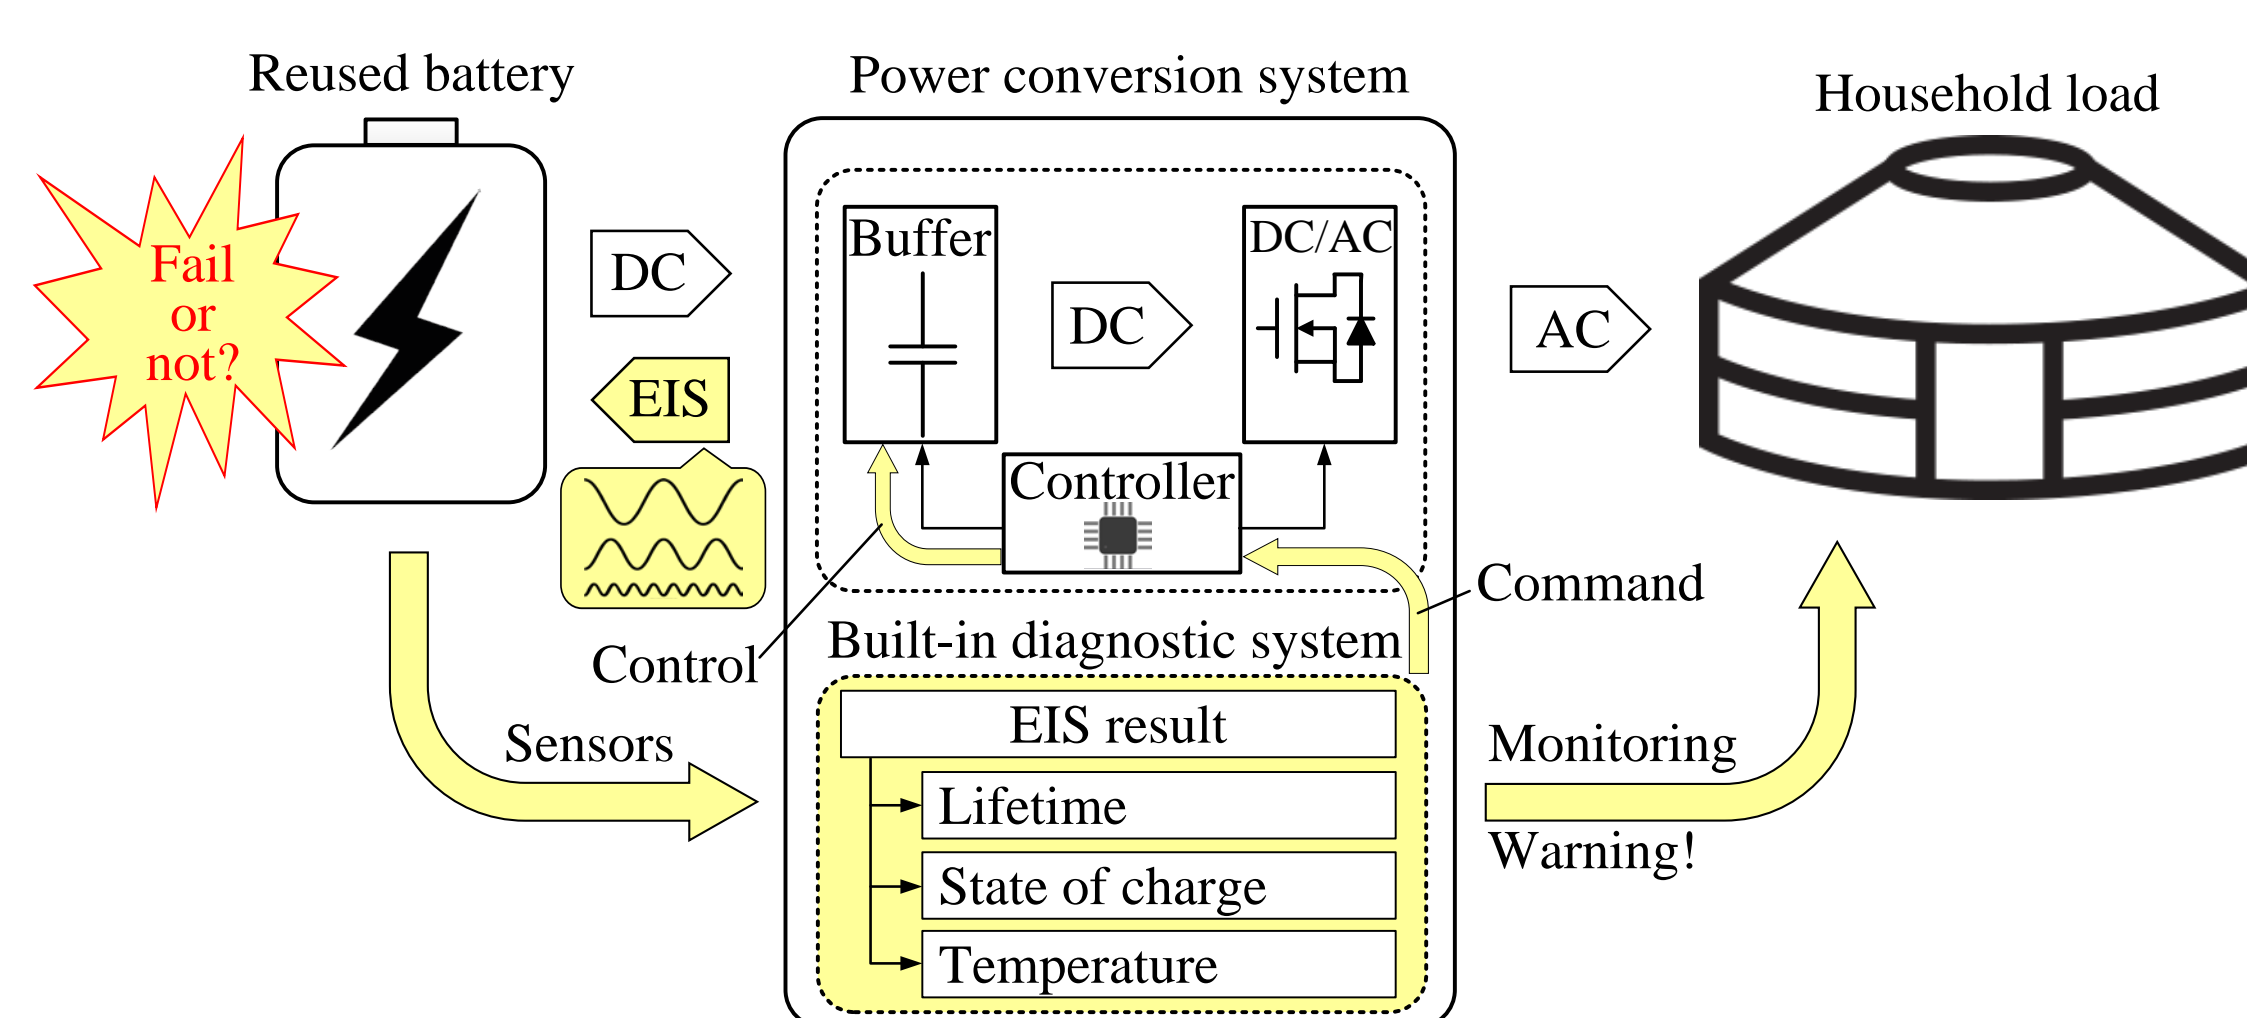 Reused battery
Power conversion system
Household load
Fail
or
not?
DC
EIS
Buffer
DC
DC/AC
AC
Controller
Control
Command
Built-in diagnostic system
Sensors
EIS result
Lifetime
State of charge
Temperature
Monitoring
Warning!